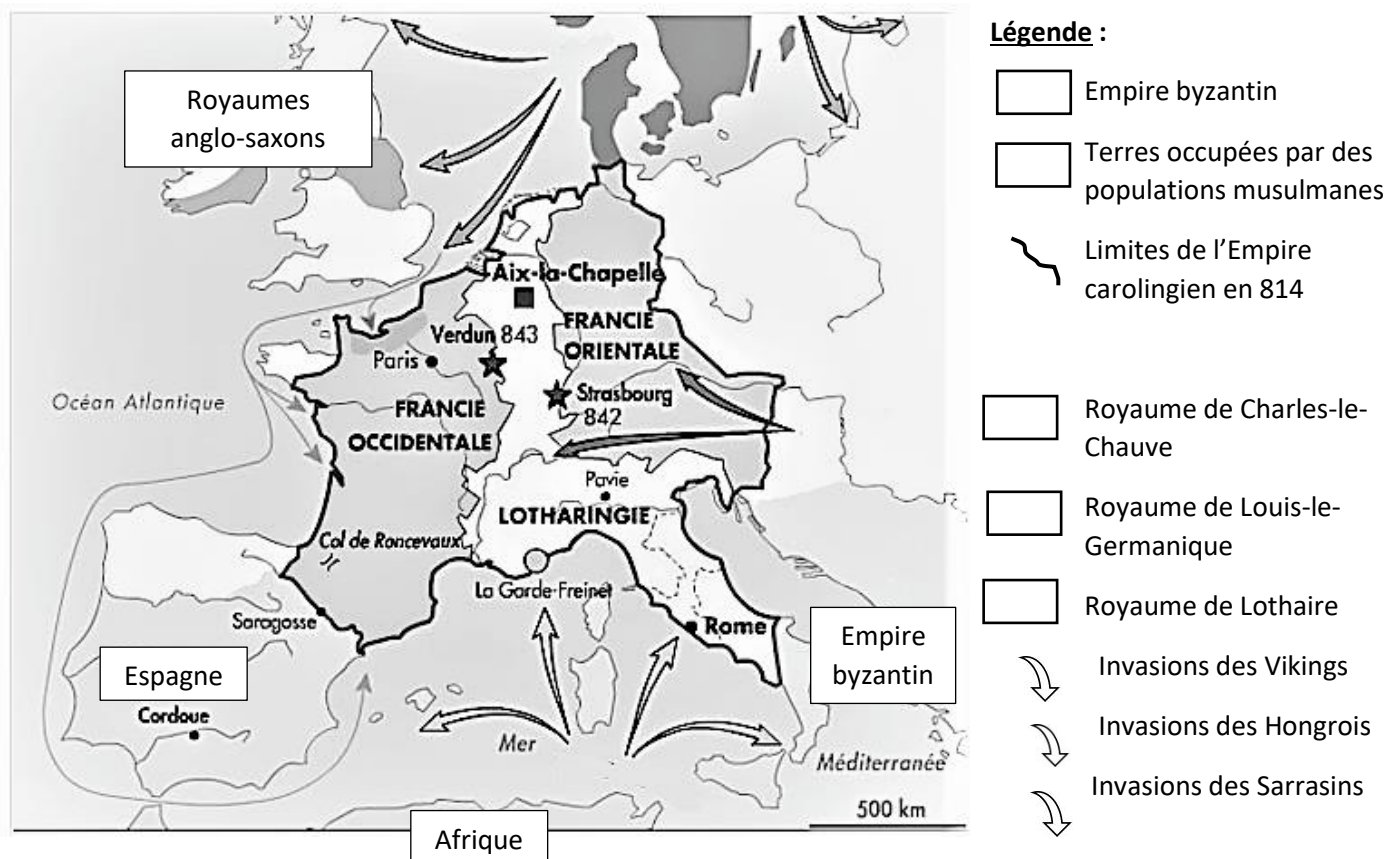 Royaumes
anglo-saxons
Aix-la-Chapelle
Verdun 843
FRANCIE
ORIENTALE
Paris
Océan Atlantique
Strasbourg
842
FRANCIE
OCCIDENTALE
Pavie
LOTHARINGIE
Col de Roncevaux
La Garde-Freinet
Saragosse
Rome
Espagne
Empire
byzantin
Cordoue
Mer
Méditerranée
500 km
Afrique
Légende :
Empire byzantin
Terres occupées par des
populations musulmanes
Limites de l’Empire
carolingien en 814
Royaume de Charles-le-
Chauve
Royaume de Louis-le-
Germanique
Royaume de Lothaire
Invasions des Vikings
Invasions des Hongrois
Invasions des Sarrasins